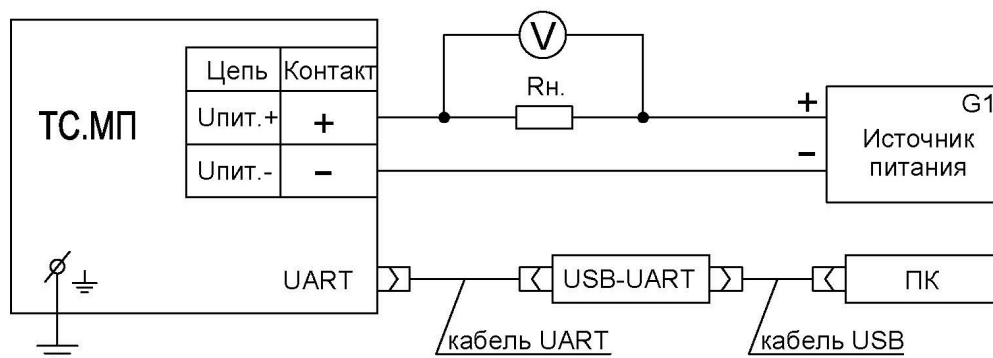 V
Цепь Контакт
Rн.
ТС.МП
Uпит.+ +
Uпит.- −
+
−
G1
Источник
питания
UART
USB-UART
ПК
кабель UART
кабель USB